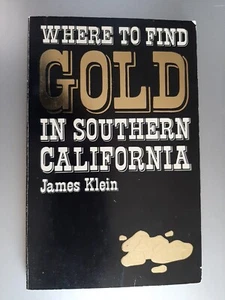 WHERE TO FIND
GOLD
IN SOUTHERN
CALIFORNIA
James Klein